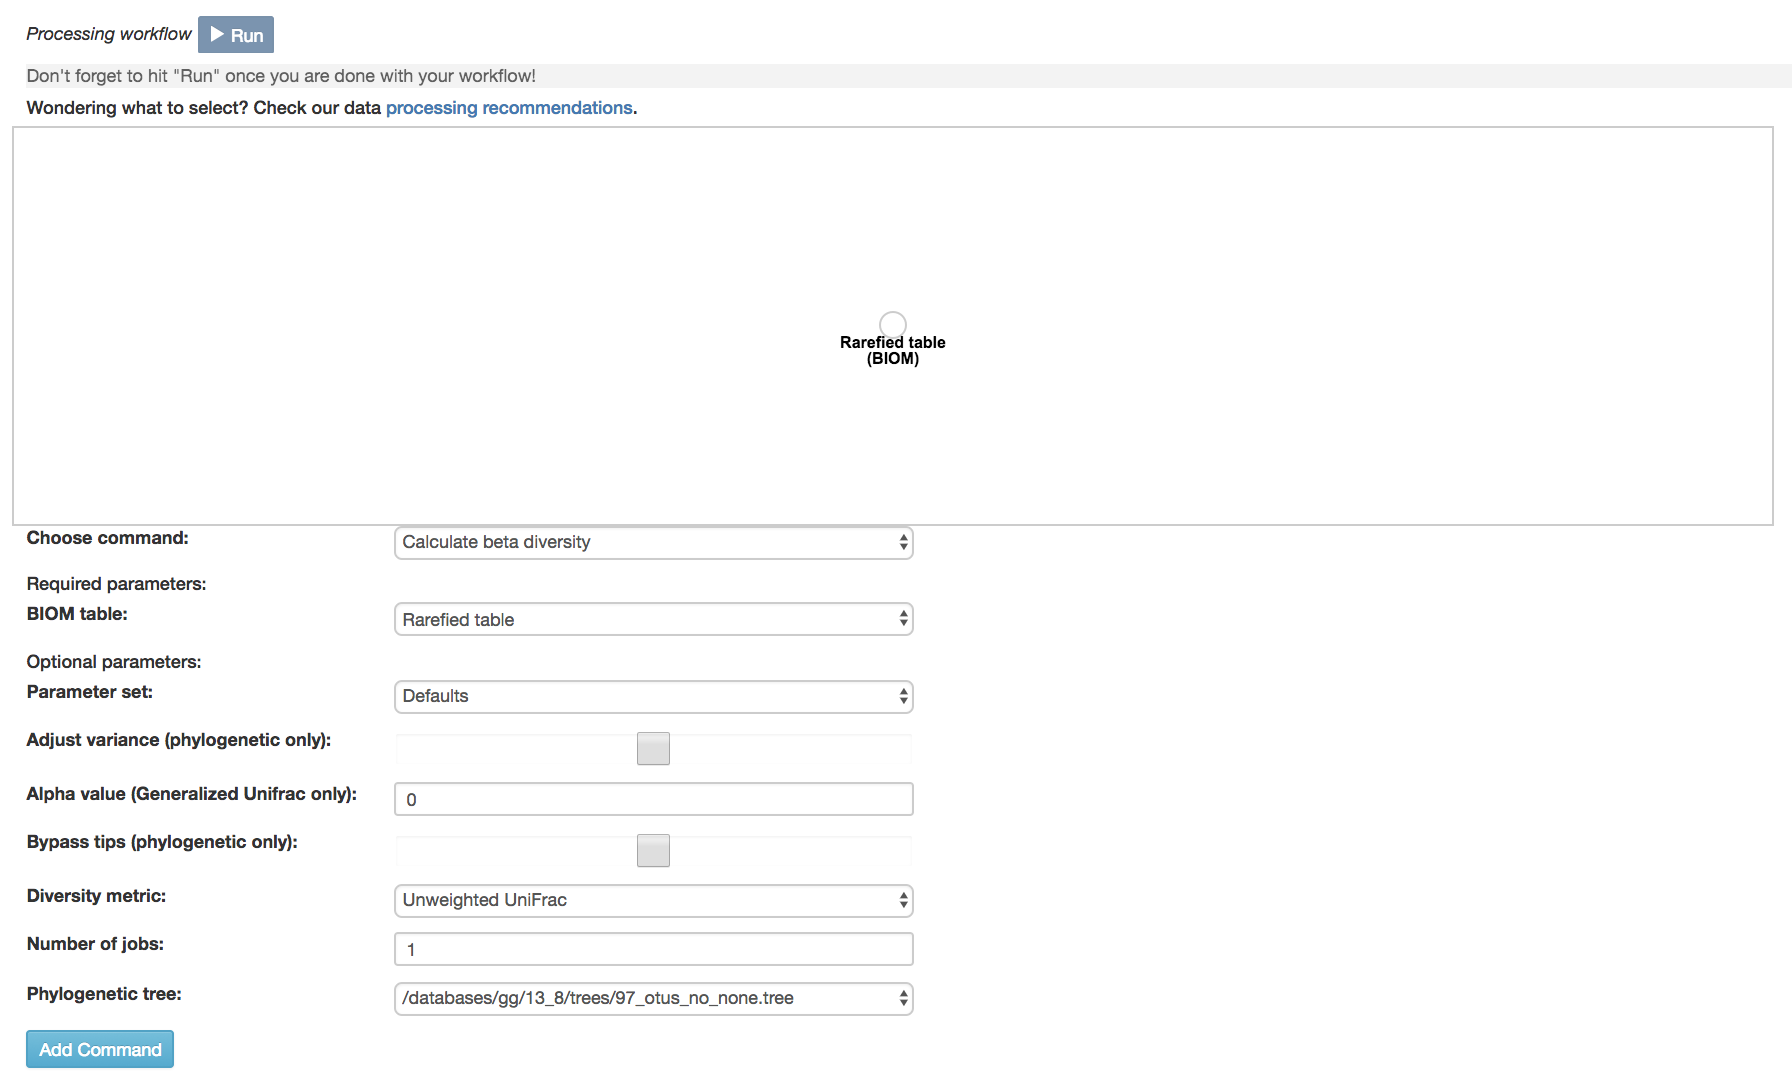 Processing workflow Run
Don't forget to hit "Run" once you are done with your workflow!
Wondering what to select? Check our data processing recommendations.
Rarefied table
(BIOM)
Choose command: Calculate beta diversity
Required parameters:
BIOM table: Rarefied table
Optional parameters:
Parameter set: Defaults
Adjust variance (phylogenetic only):
Alpha value (Generalized Unifrac only): 0
Bypass tips (phylogenetic only):
Diversity metric: Unweighted UniFrac
Number of jobs: 1
Phylogenetic tree: /databases/gg/13_8/trees/97_otus_no_none.tree
Add Command